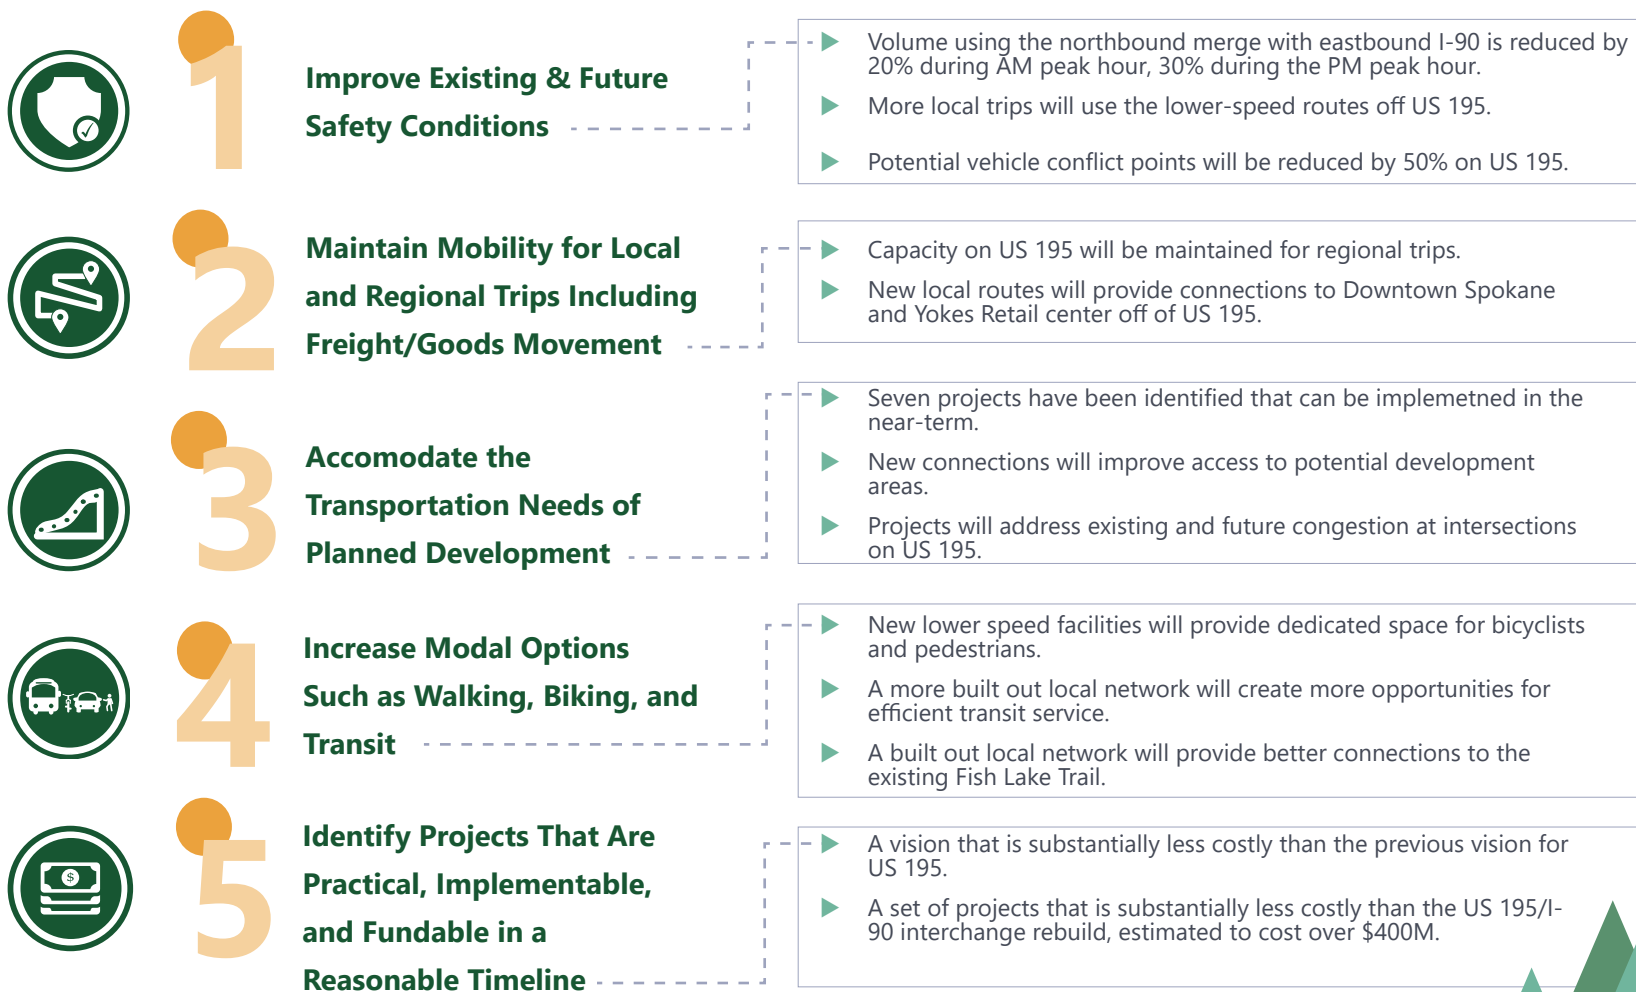 1
Improve Existing & Future
Safety Conditions
Volume using the northbound merge with eastbound I-90 is reduced by
20% during AM peak hour, 30% during the PM peak hour.
More local trips will use the lower-speed routes off US 195.
Potential vehicle conflict points will be reduced by 50% on US 195.
2
Maintain Mobility for Local
and Regional Trips Including
Freight/Goods Movement
Capacity on US 195 will be maintained for regional trips.
New local routes will provide connections to Downtown Spokane
and Yokes Retail center off of US 195.
3
Accomodate the
Transportation Needs of
Planned Development
Seven projects have been identified that can be implemetned in the
near-term.
New connections will improve access to potential development
areas.
Projects will address existing and future congestion at intersections
on US 195.
4
Increase Modal Options
Such as Walking, Biking, and
Transit
New lower speed facilities will provide dedicated space for bicyclists
and pedestrians.
A more built out local network will create more opportunities for
efficient transit service.
A built out local network will provide better connections to the
existing Fish Lake Trail.
$
5
Identify Projects That Are
Practical, Implementable,
and Fundable in a
Reasonable Timeline
A vision that is substantially less costly than the previous vision for
US 195.
A set of projects that is substantially less costly than the US 195/I-
90 interchange rebuild, estimated to cost over $400M.